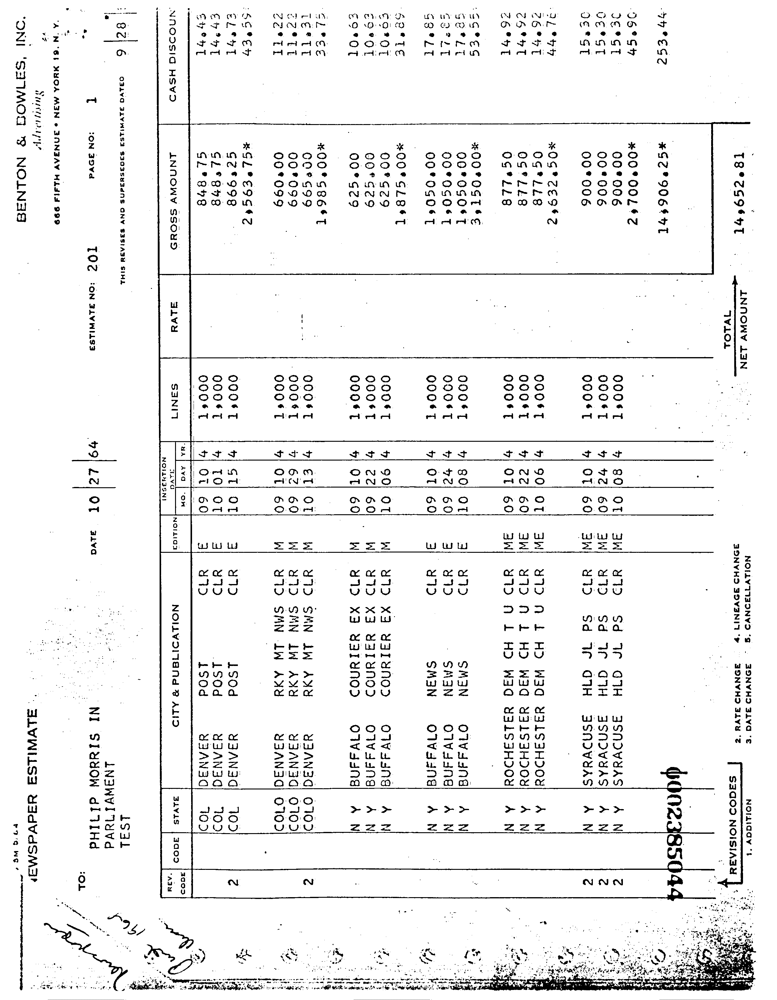 5M D.64
NEWSPAPER ESTIMATE
BENTON & BOWLES, INC.
Advertising
666 FIFTH AVENUE • NEW YORK 19, N. Y.
TO: PHILIP MORRIS IN
PARLIAMENT
TEST
DATE 10 27 64
ESTIMATE NO: 201
PAGE NO: 1
THIS REVISES AND SUPERSEDES ESTIMATE DATED 9 28
REV. CODE CODE STATE CITY & PUBLICATION EDITION INSERTION DATE MO. DAY YR. LINES RATE GROSS AMOUNT CASH DISCOUN
COL DENVER POST CLR E 09 10 4 1,000 848.75 14.43
COL DENVER POST CLR E 10 01 4 1,000 848.75 14.43
2 COL DENVER POST CLR E 10 15 4 1,000 866.25 14.73
2,563.75* 43.59
COLO DENVER RKY MT NWS CLR M 09 10 4 1,000 660.00 11.22
COLO DENVER RKY MT NWS CLR M 09 29 4 1,000 660.00 11.22
2 COLO DENVER RKY MT NWS CLR M 10 13 4 1,000 665.00 11.31
1,985.00* 33.75
N Y BUFFALO COURIER EX CLR M 09 10 4 1,000 625.00 10.63
N Y BUFFALO COURIER EX CLR M 09 22 4 1,000 625.00 10.63
N Y BUFFALO COURIER EX CLR M 10 06 4 1,000 625.00 10.63
1,875.00* 31.89
N Y BUFFALO NEWS CLR E 09 10 4 1,000 1,050.00 17.85
N Y BUFFALO NEWS CLR E 09 24 4 1,000 1,050.00 17.85
N Y BUFFALO NEWS CLR E 10 08 4 1,000 1,050.00 17.85
3,150.00* 53.55
N Y ROCHESTER DEM CH T U CLR ME 09 10 4 1,000 877.50 14.92
N Y ROCHESTER DEM CH T U CLR ME 09 22 4 1,000 877.50 14.92
N Y ROCHESTER DEM CH T U CLR ME 10 06 4 1,000 877.50 14.92
2,632.50* 44.76
2 N Y SYRACUSE HLD JL PS CLR ME 09 10 4 1,000 900.00 15.30
2 N Y SYRACUSE HLD JL PS CLR ME 09 24 4 1,000 900.00 15.30
2 N Y SYRACUSE HLD JL PS CLR ME 10 08 4 1,000 900.00 15.30
2,700.00* 45.90
14,906.25* 253.44
0002385044
REVISION CODES
1. ADDITION
2. RATE CHANGE
3. DATE CHANGE
4. LINEAGE CHANGE
5. CANCELLATION
TOTAL
NET AMOUNT
14,652.81